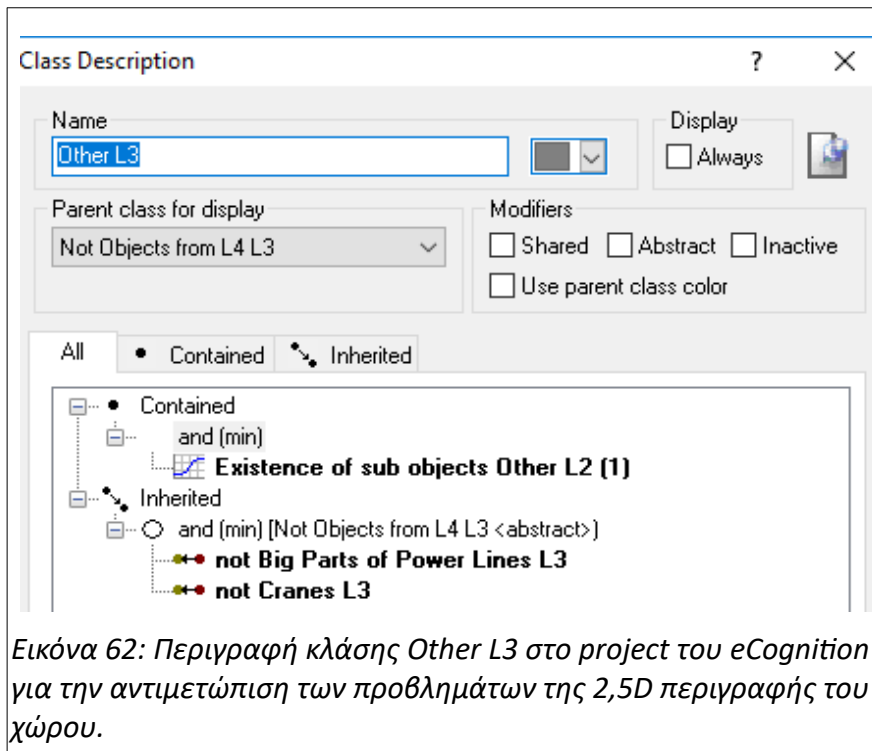 Class Description
?
Name
Other L3
Display
Always
Parent class for display
Not Objects from L4 L3
Modifiers
Shared
Abstract
Inactive
Use parent class color
All
Contained
Inherited
Contained
and (min)
Existence of sub objects Other L2 (1)
Inherited
and (min) [Not Objects from L4 L3 <abstract>)
not Big Parts of Power Lines L3
not Cranes L3
Εικόνα 62: Περιγραφή κλάσης Other L3 στο project του eCognition
για την αντιμετώπιση των προβλημάτων της 2,5D περιγραφής του
χώρου.